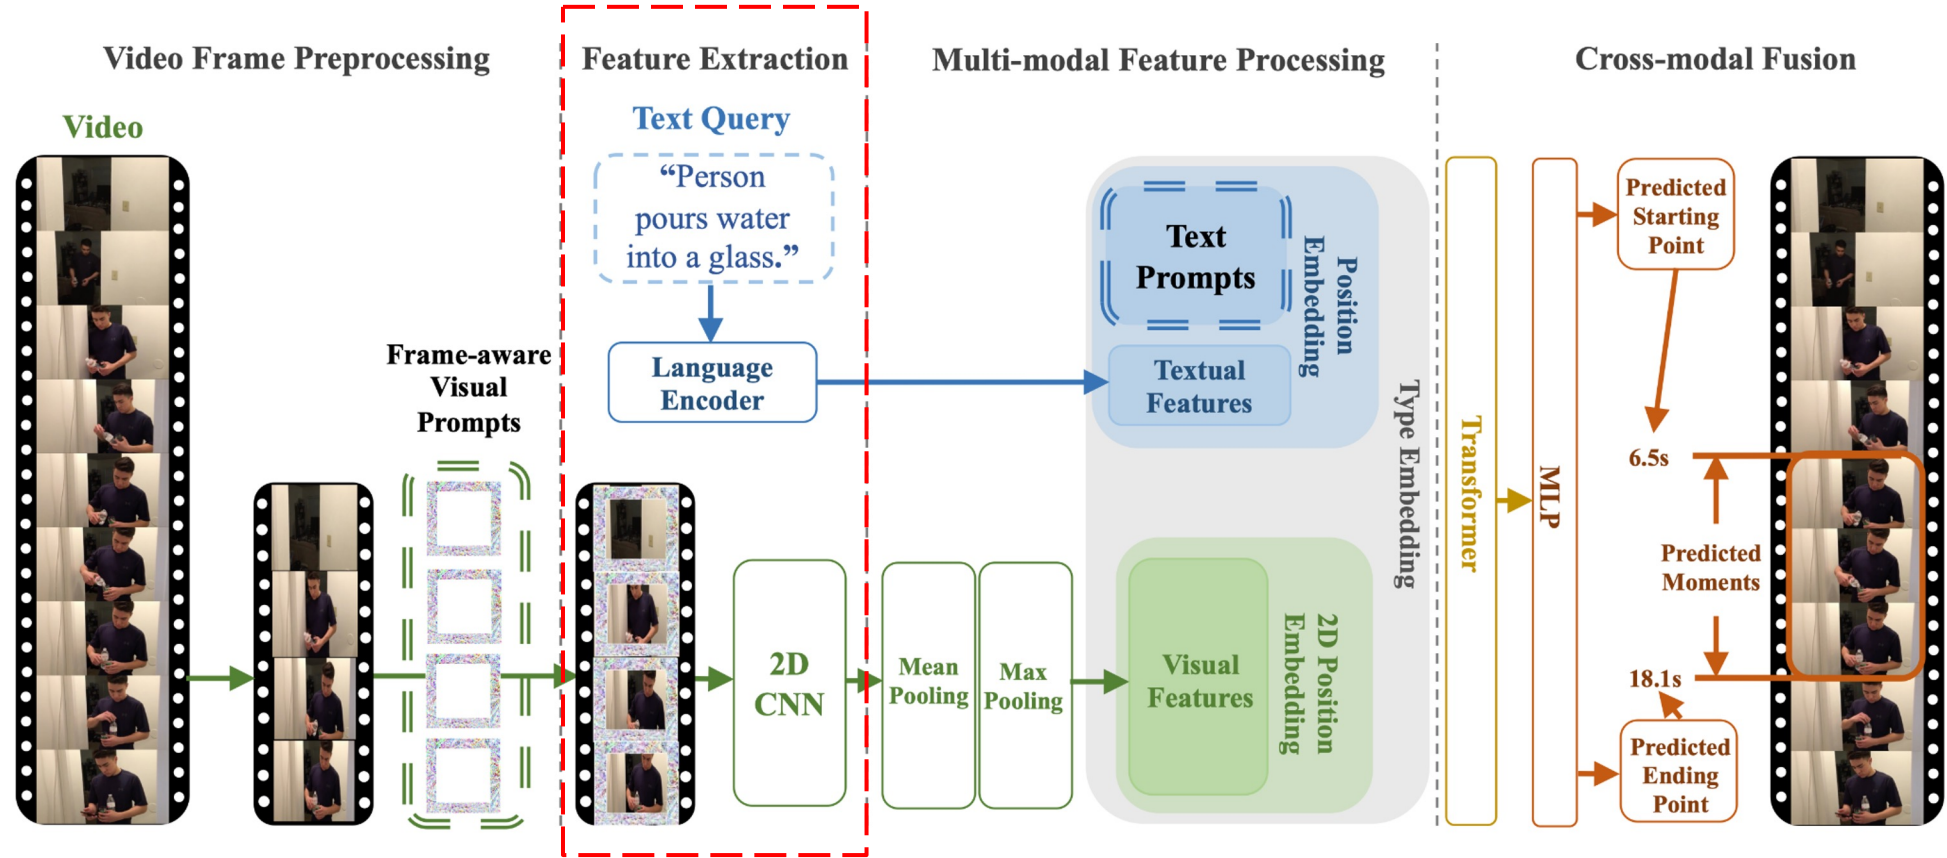 Video Frame Preprocessing
Feature Extraction
Multi-modal Feature Processing
Cross-modal Fusion
Video
Frame-aware
Visual
Prompts
Text Query
“Person
pours water
into a glass.”
Language
Encoder
2D
CNN
Mean
Pooling
Max
Pooling
Text
Prompts
Position
Embedding
Textual
Features
Type Embedding
Visual
Features
2D Position
Embedding
Transformer
MLP
Predicted
Starting
Point
6.5s
Predicted
Moments
18.1s
Predicted
Ending
Point